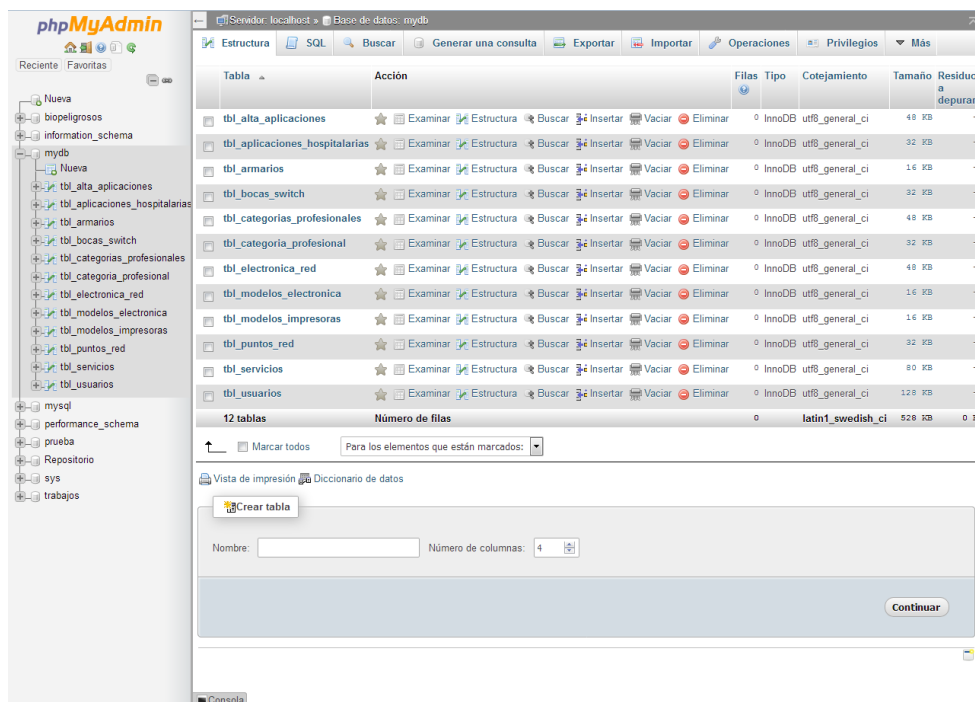 phpMyAdmin
Reciente Favoritas
Nueva
biopeligrosos
information_schema
mydb
Nueva
tbl_alta_aplicaciones
tbl_aplicaciones_hospitalarias
tbl_armarios
tbl_bocas_switch
tbl_categorias_profesionales
tbl_categoria_profesional
tbl_electronica_red
tbl_modelos_electronica
tbl_modelos_impresoras
tbl_puntos_red
tbl_servicios
tbl_usuarios
mysql
performance_schema
prueba
Repositorio
sys
trabajos
Servidor: localhost » Base de datos: mydb
Estructura SQL Buscar Generar una consulta Exportar Importar Operaciones Privilegios Más
Tabla Acción Filas Tipo Cotejamiento Tamaño Residuo a depurar
tbl_alta_aplicaciones Examinar Estructura Buscar Insertar Vaciar Eliminar 0 InnoDB utf8_general_ci 48 KB -
tbl_aplicaciones_hospitalarias Examinar Estructura Buscar Insertar Vaciar Eliminar 0 InnoDB utf8_general_ci 32 KB -
tbl_armarios Examinar Estructura Buscar Insertar Vaciar Eliminar 0 InnoDB utf8_general_ci 16 KB -
tbl_bocas_switch Examinar Estructura Buscar Insertar Vaciar Eliminar 0 InnoDB utf8_general_ci 32 KB -
tbl_categorias_profesionales Examinar Estructura Buscar Insertar Vaciar Eliminar 0 InnoDB utf8_general_ci 48 KB -
tbl_categoria_profesional Examinar Estructura Buscar Insertar Vaciar Eliminar 0 InnoDB utf8_general_ci 32 KB -
tbl_electronica_red Examinar Estructura Buscar Insertar Vaciar Eliminar 0 InnoDB utf8_general_ci 48 KB -
tbl_modelos_electronica Examinar Estructura Buscar Insertar Vaciar Eliminar 0 InnoDB utf8_general_ci 16 KB -
tbl_modelos_impresoras Examinar Estructura Buscar Insertar Vaciar Eliminar 0 InnoDB utf8_general_ci 16 KB -
tbl_puntos_red Examinar Estructura Buscar Insertar Vaciar Eliminar 0 InnoDB utf8_general_ci 32 KB -
tbl_servicios Examinar Estructura Buscar Insertar Vaciar Eliminar 0 InnoDB utf8_general_ci 80 KB -
tbl_usuarios Examinar Estructura Buscar Insertar Vaciar Eliminar 0 InnoDB utf8_general_ci 128 KB -
12 tablas Número de filas 0 latin1_swedish_ci 528 KB 0
Marcar todos Para los elementos que están marcados:
Vista de impresión Diccionario de datos
Crear tabla
Nombre: Número de columnas: 4
Continuar
Consola